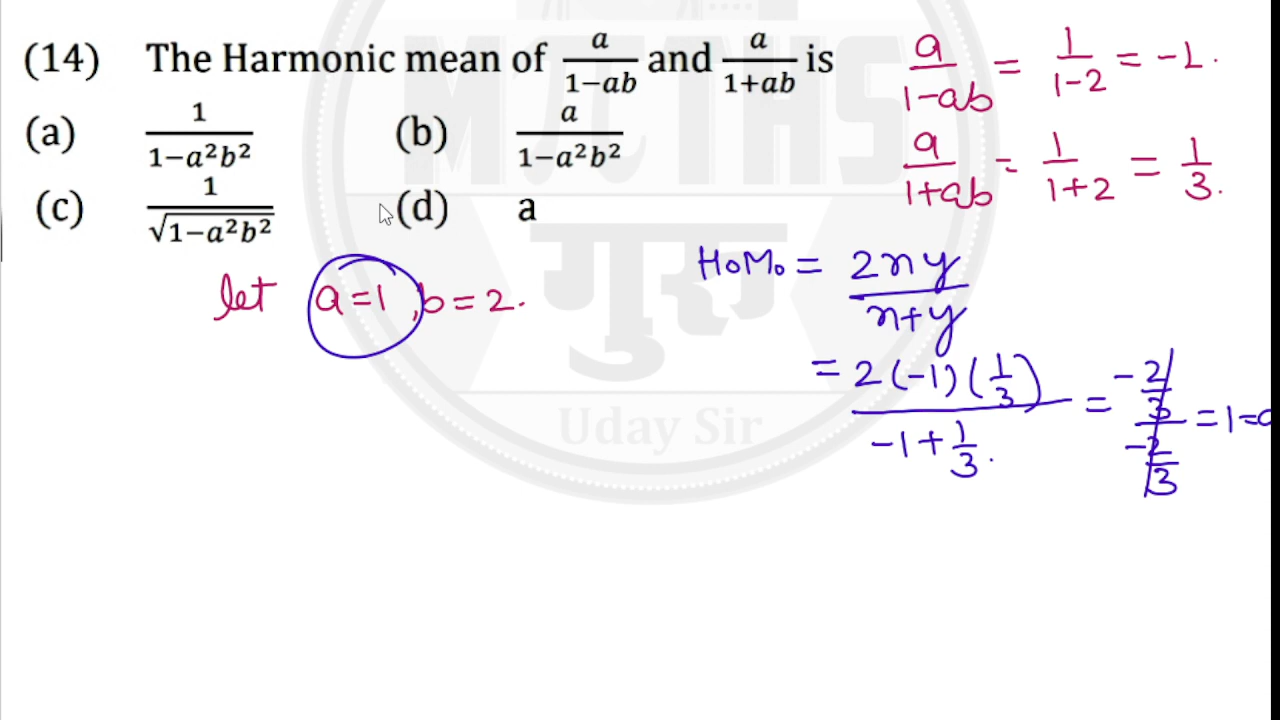 (14) The Harmonic mean of a/(1−ab) and a/(1+ab) is
(a) 1/(1−a²b²) (b) a/(1−a²b²)
(c) 1/√(1−a²b²) (d) a
a/(1−ab) = 1/(1−2) = −1.
a/(1+ab) = 1/(1+2) = 1/3.
let a=1, b=2.
H.M. = 2ny/(n+y)
= 2(−1)(1/3)/(−1+1/3.) = (−2/3)/(−2/3) = 1=a
MATHS
गुरु
Uday Sir